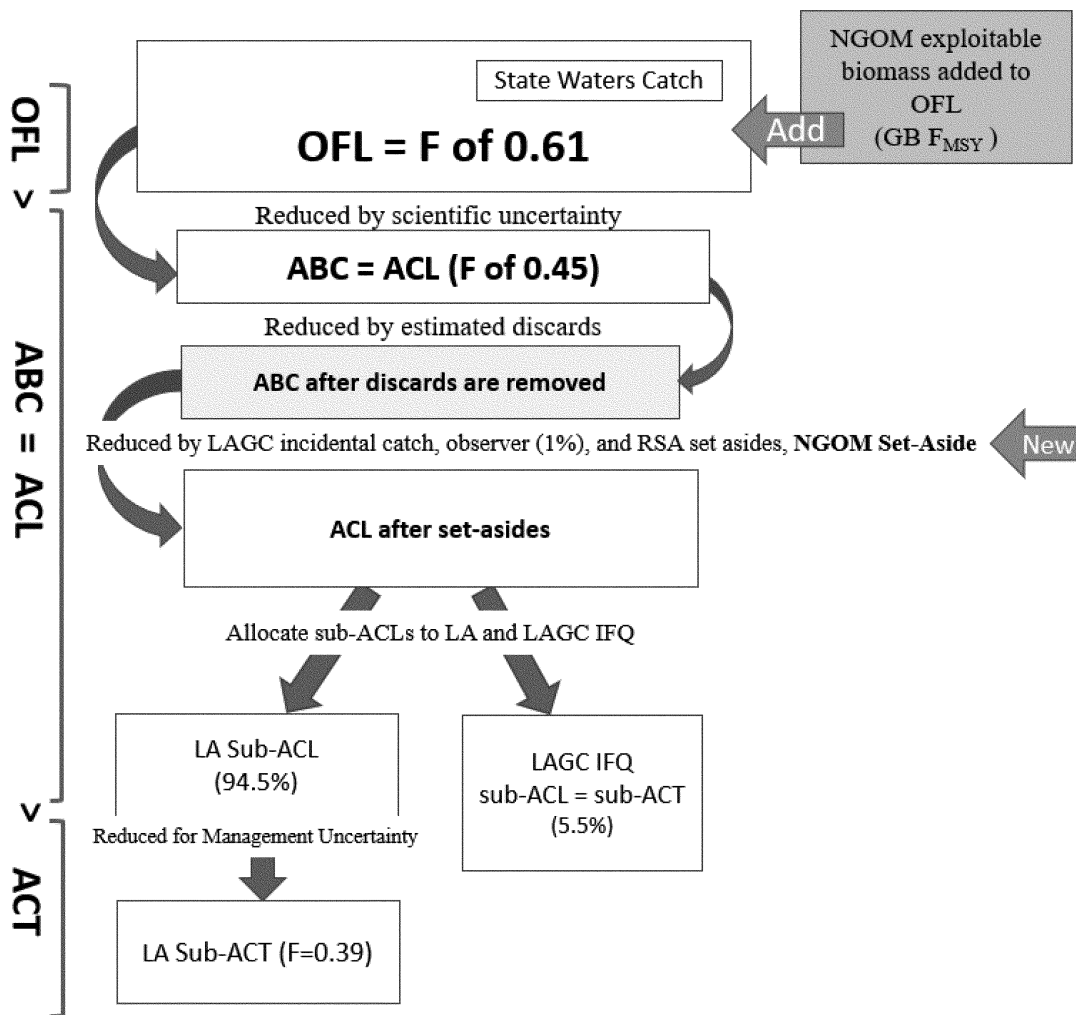 NGOM exploitable
biomass added to
OFL
(GB FMSY )
State Waters Catch
Add
OFL = F of 0.61
OFL
>
Reduced by scientific uncertainty
ABC = ACL (F of 0.45)
Reduced by estimated discards
ABC after discards are removed
Reduced by LAGC incidental catch, observer (1%), and RSA set asides, NGOM Set-Aside
New
ABC = ACL
ACL after set-asides
Allocate sub-ACLs to LA and LAGC IFQ
LA Sub-ACL
(94.5%)
LAGC IFQ
sub-ACL = sub-ACT
(5.5%)
>
Reduced for Management Uncertainty
ACT
LA Sub-ACT (F=0.39)